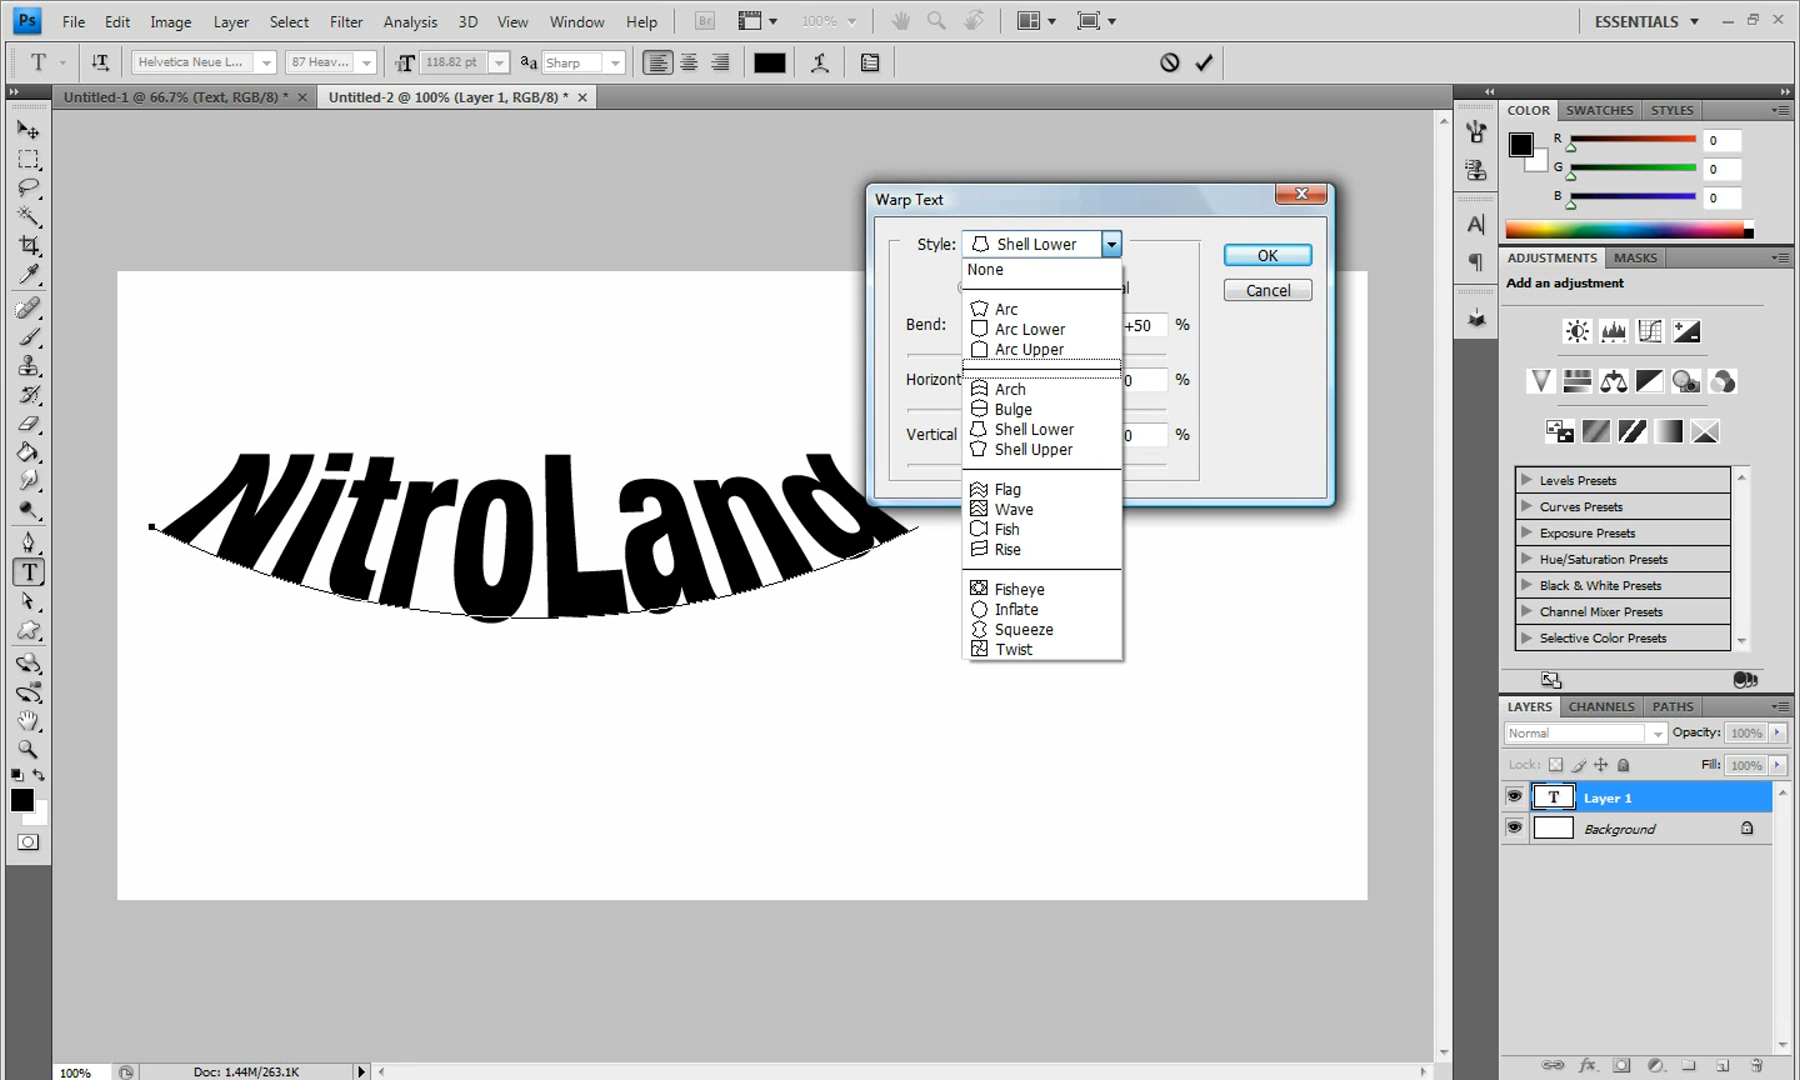 Ps File Edit Image Layer Select Filter Analysis 3D View Window Help Br 100% ESSENTIALS
T T Helvetica Neue L... 87 Heav... T 118.82 pt aa Sharp
Untitled-1 @ 66.7% (Text, RGB/8) * Untitled-2 @ 100% (Layer 1, RGB/8) *
COLOR SWATCHES STYLES
R 0
G 0
B 0
ADJUSTMENTS MASKS
Add an adjustment
Warp Text
Style: Shell Lower OK
None
Cancel
Arc
Bend: +50 %
Arc Lower
Arc Upper
Horizont 0 %
Arch
Bulge
Shell Lower
Vertical 0 %
Shell Upper
Flag
Wave
Fish
Rise
Fisheye
Inflate
Squeeze
Twist
NitroLand
Levels Presets
Curves Presets
Exposure Presets
Hue/Saturation Presets
Black & White Presets
Channel Mixer Presets
Selective Color Presets
LAYERS CHANNELS PATHS
Normal Opacity: 100%
Lock: Fill: 100%
T Layer 1
Background
100% Doc: 1.44M/263.1K